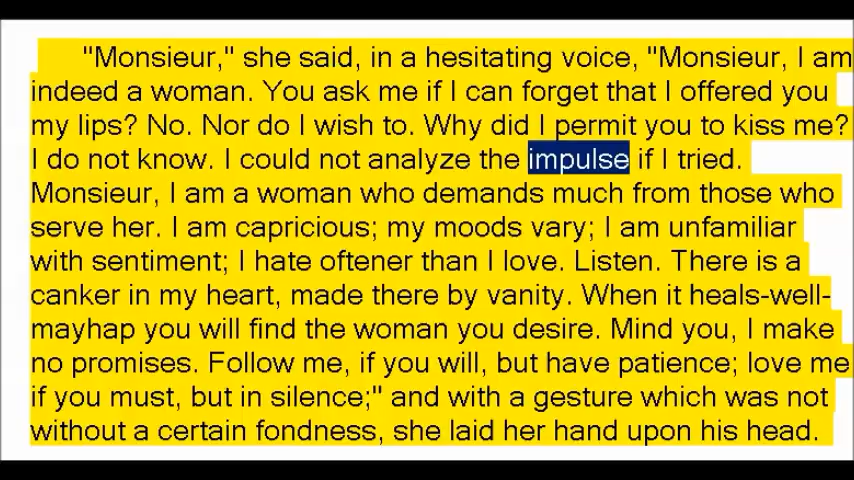 "Monsieur," she said, in a hesitating voice, "Monsieur, I am
indeed a woman. You ask me if I can forget that I offered you
my lips? No. Nor do I wish to. Why did I permit you to kiss me?
I do not know. I could not analyze the impulse if I tried.
Monsieur, I am a woman who demands much from those who
serve her. I am capricious; my moods vary; I am unfamiliar
with sentiment; I hate oftener than I love. Listen. There is a
canker in my heart, made there by vanity. When it heals-well-
mayhap you will find the woman you desire. Mind you, I make
no promises. Follow me, if you will, but have patience; love me
if you must, but in silence;" and with a gesture which was not
without a certain fondness, she laid her hand upon his head.